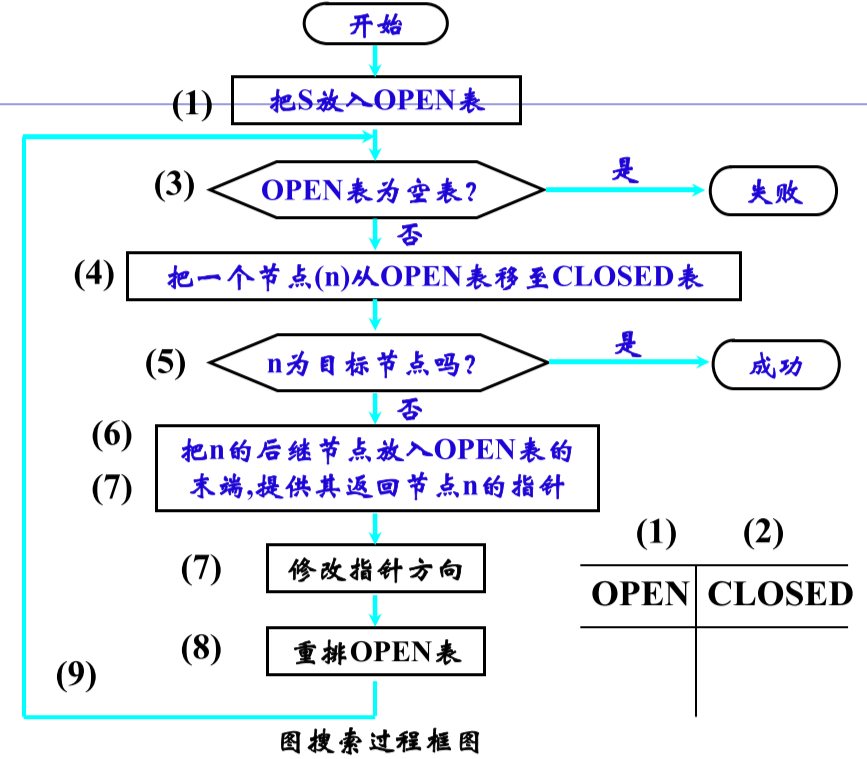 开始
(1)
把S放入OPEN表
(3)
OPEN表为空表?
是
失败
否
(4)
把一个节点(n)从OPEN表移至CLOSED表
(5)
n为目标节点吗?
是
成功
否
(6)
把n的后继节点放入OPEN表的
(7)
末端,提供其返回节点n的指针
(1)
(2)
(7)
修改指针方向
OPEN
CLOSED
(8)
重排OPEN表
(9)
图搜索过程框图